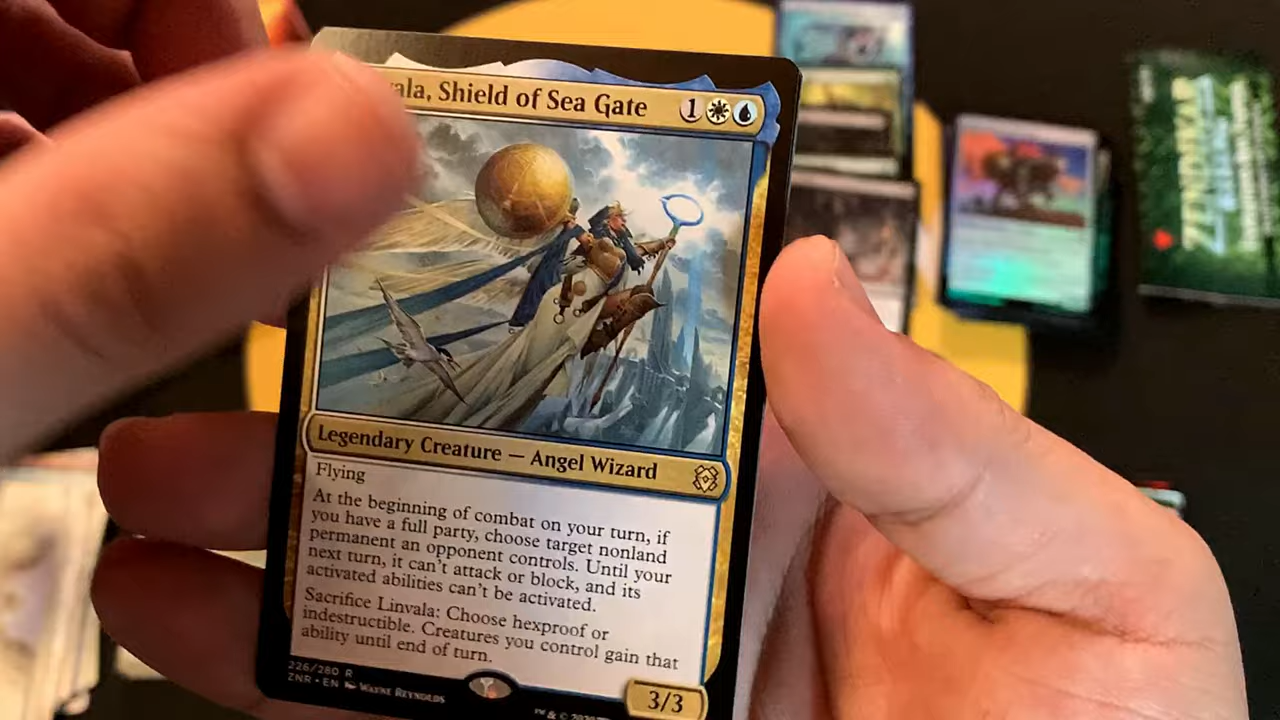 ala, Shield of Sea Gate 1
Legendary Creature — Angel Wizard
Flying
At the beginning of combat on your turn, if
you have a full party, choose target nonland
permanent an opponent controls. Until your
next turn, it can't attack or block, and its
activated abilities can't be activated.
Sacrifice Linvala: Choose hexproof or
indestructible. Creatures you control gain that
ability until end of turn.
226/280 R
ZNR • EN Wayne Reynolds
3/3
™ & © 2020